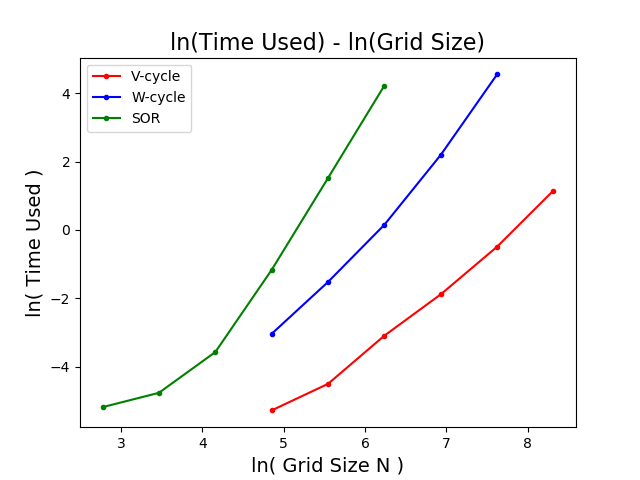 ln(Time Used) - ln(Grid Size)
V-cycle
W-cycle
SOR
4
2
0
−2
−4
ln( Time Used )
3 4 5 6 7 8
ln( Grid Size N )